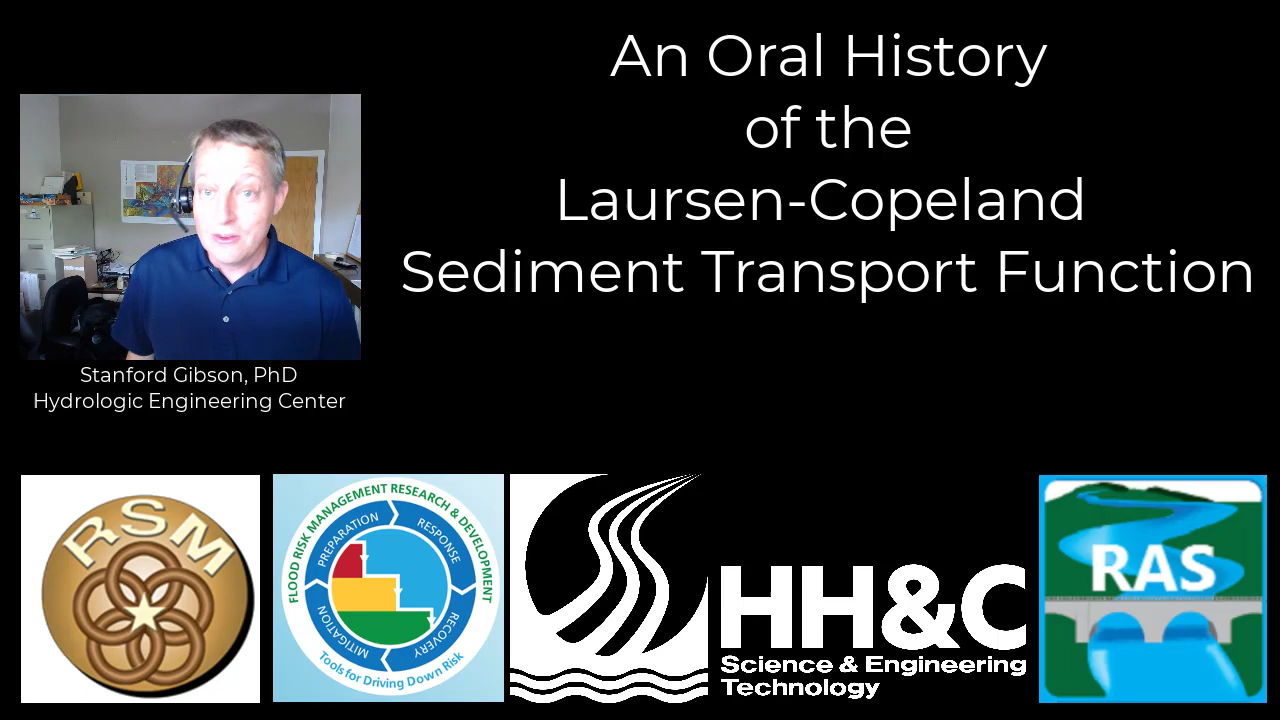 An Oral History
of the
Laursen-Copeland
Sediment Transport Function
Stanford Gibson, PhD
Hydrologic Engineering Center
RSM
FLOOD RISK MANAGEMENT RESEARCH & DEVELOPMENT
PREPARATION
RESPONSE
RECOVERY
MITIGATION
Tools for Driving Down Risk
HH&C
Science & Engineering
Technology
RAS